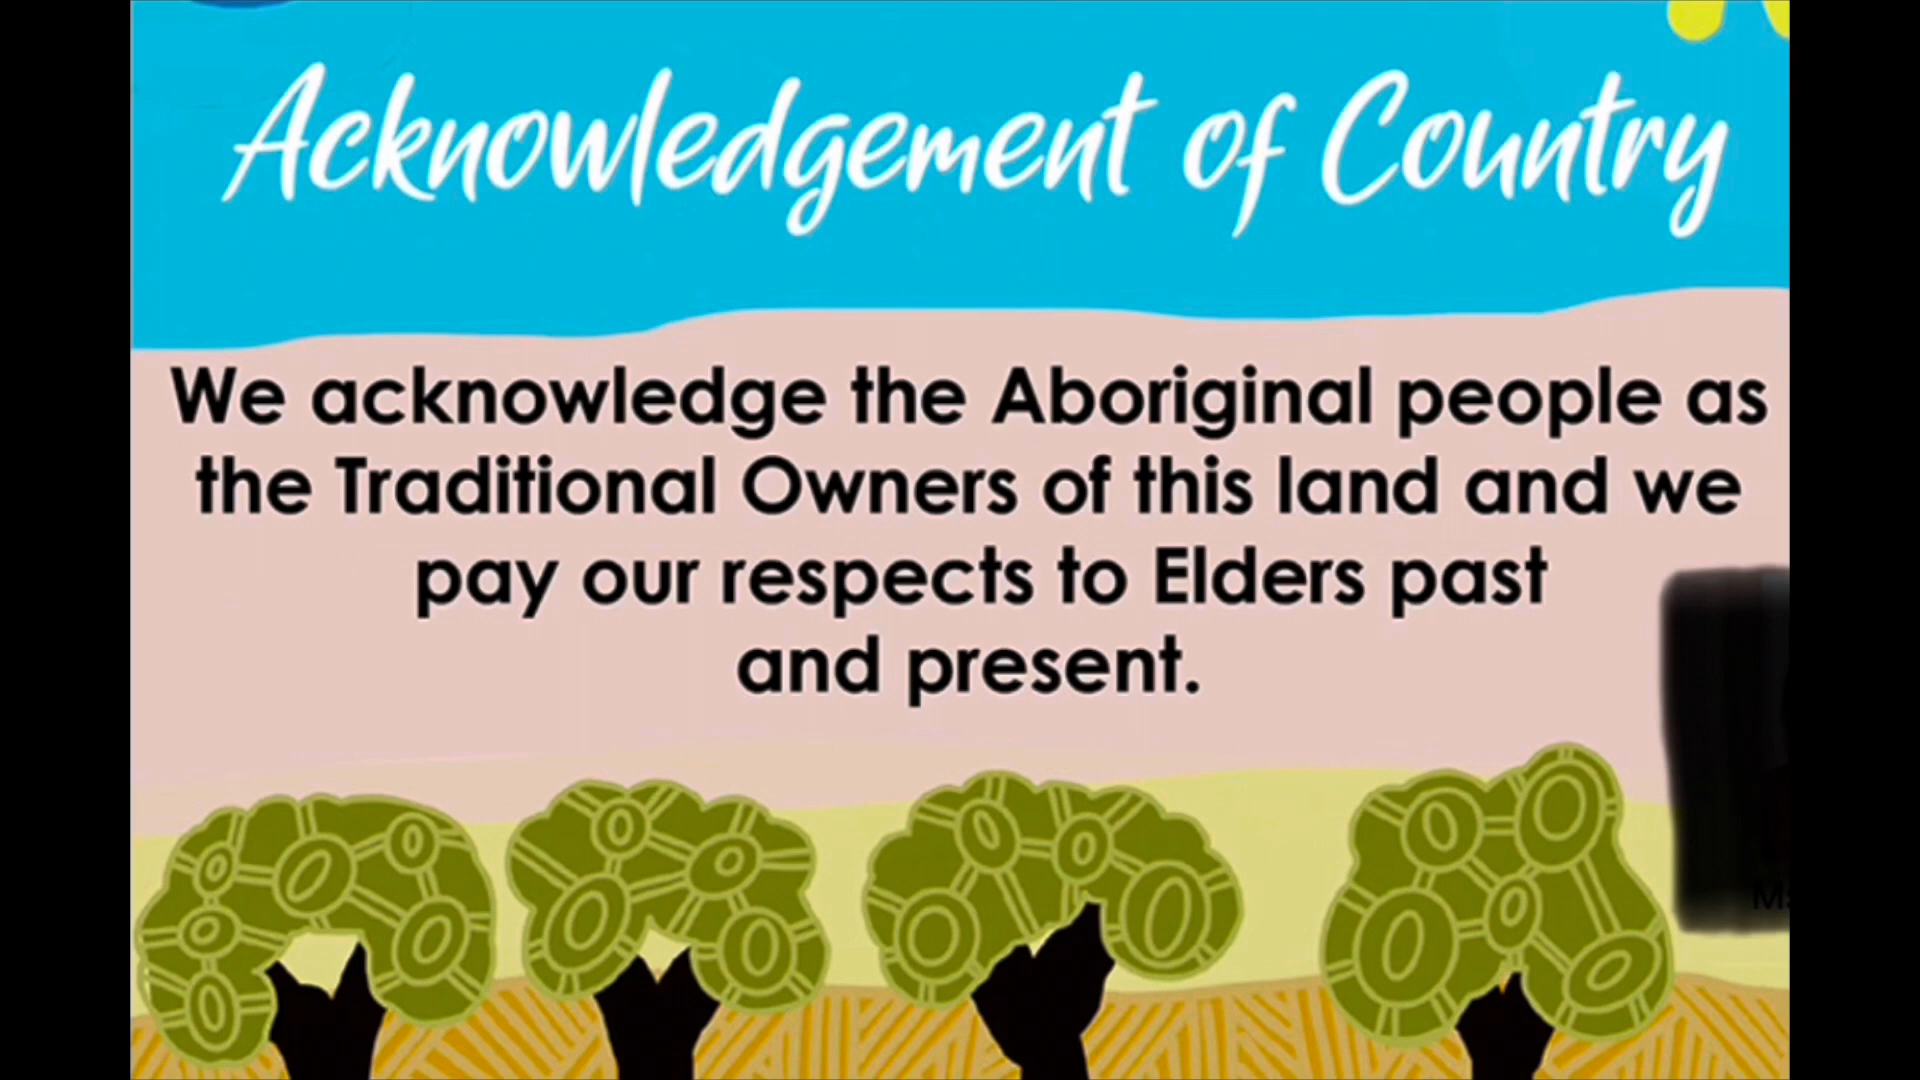 Acknowledgement of Country
We acknowledge the Aboriginal people as
the Traditional Owners of this land and we
pay our respects to Elders past
and present.